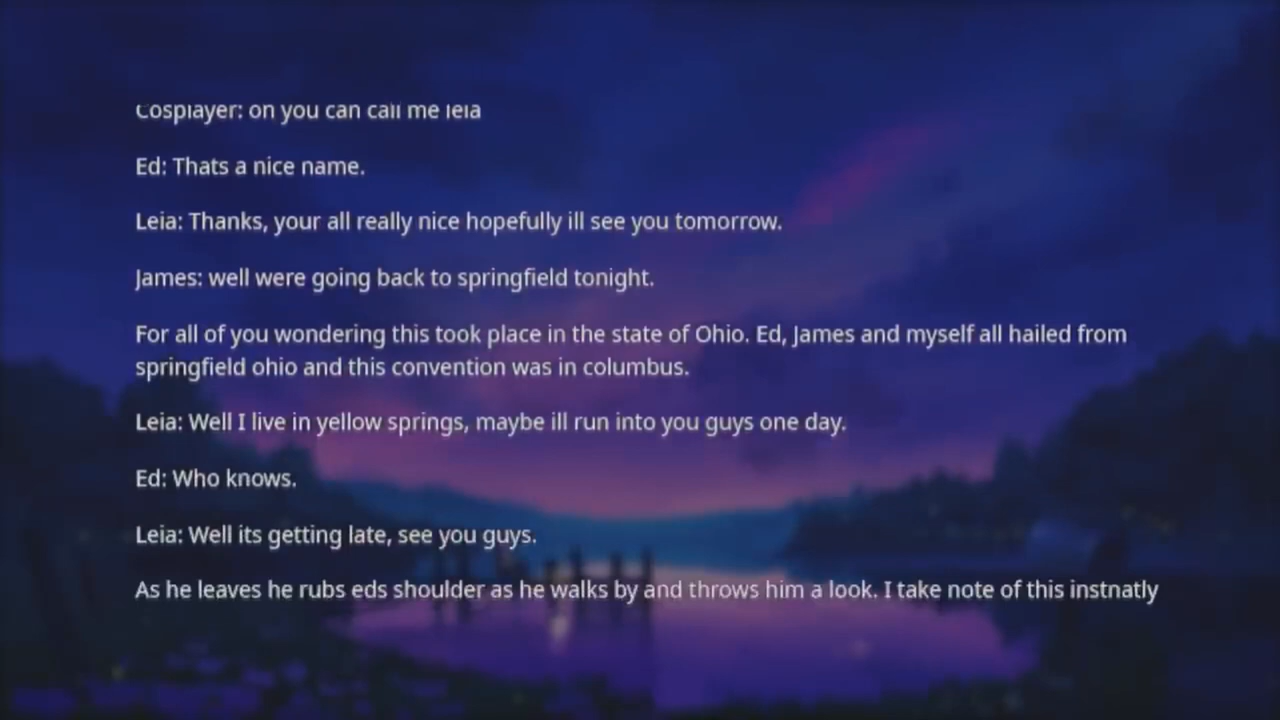 Cosplayer: oh you can call me leia
Ed: Thats a nice name.
Leia: Thanks, your all really nice hopefully ill see you tomorrow.
James: well were going back to springfield tonight.
For all of you wondering this took place in the state of Ohio. Ed, James and myself all hailed from
springfield ohio and this convention was in columbus.
Leia: Well I live in yellow springs, maybe ill run into you guys one day.
Ed: Who knows.
Leia: Well its getting late, see you guys.
As he leaves he rubs eds shoulder as he walks by and throws him a look. I take note of this instnatly